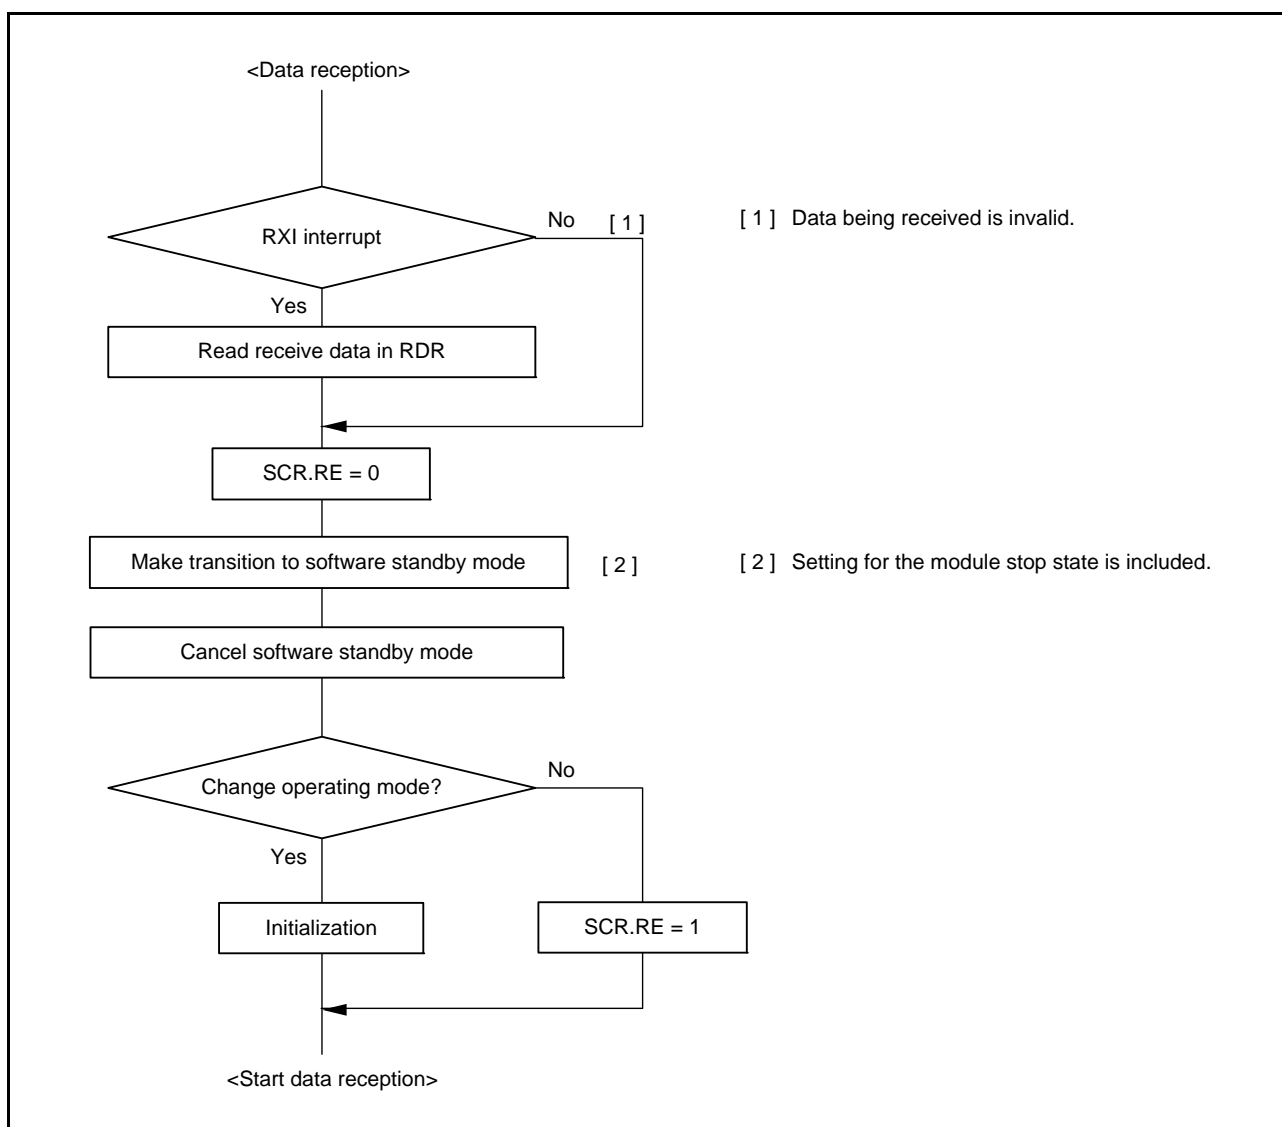 <Data reception>
RXI interrupt
No [ 1 ]
[ 1 ] Data being received is invalid.
Yes
Read receive data in RDR
SCR.RE = 0
Make transition to software standby mode
[ 2 ]
[ 2 ] Setting for the module stop state is included.
Cancel software standby mode
Change operating mode?
No
Yes
Initialization
SCR.RE = 1
<Start data reception>